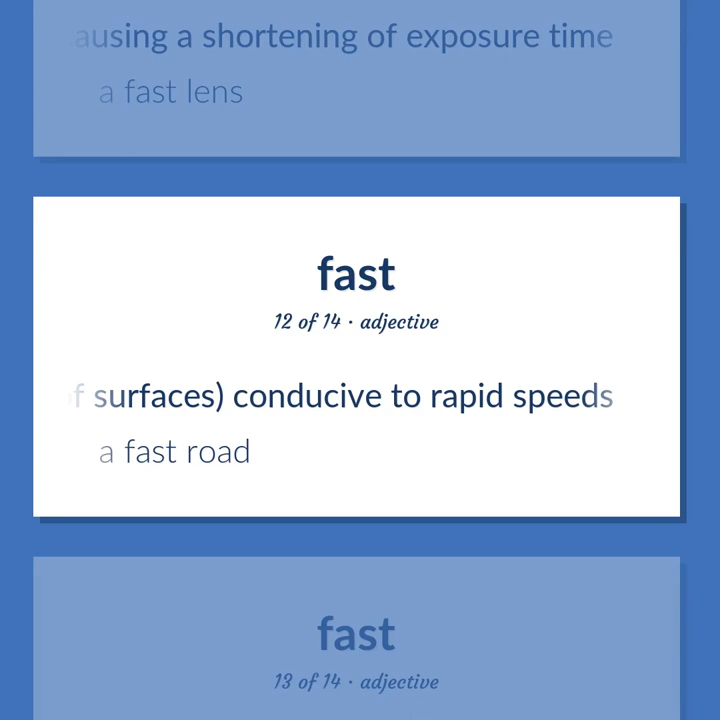 ausing a shortening of exposure time
a fast lens
fast
12 of 14 · adjective
f surfaces) conducive to rapid speeds
a fast road
fast
13 of 14 · adjective